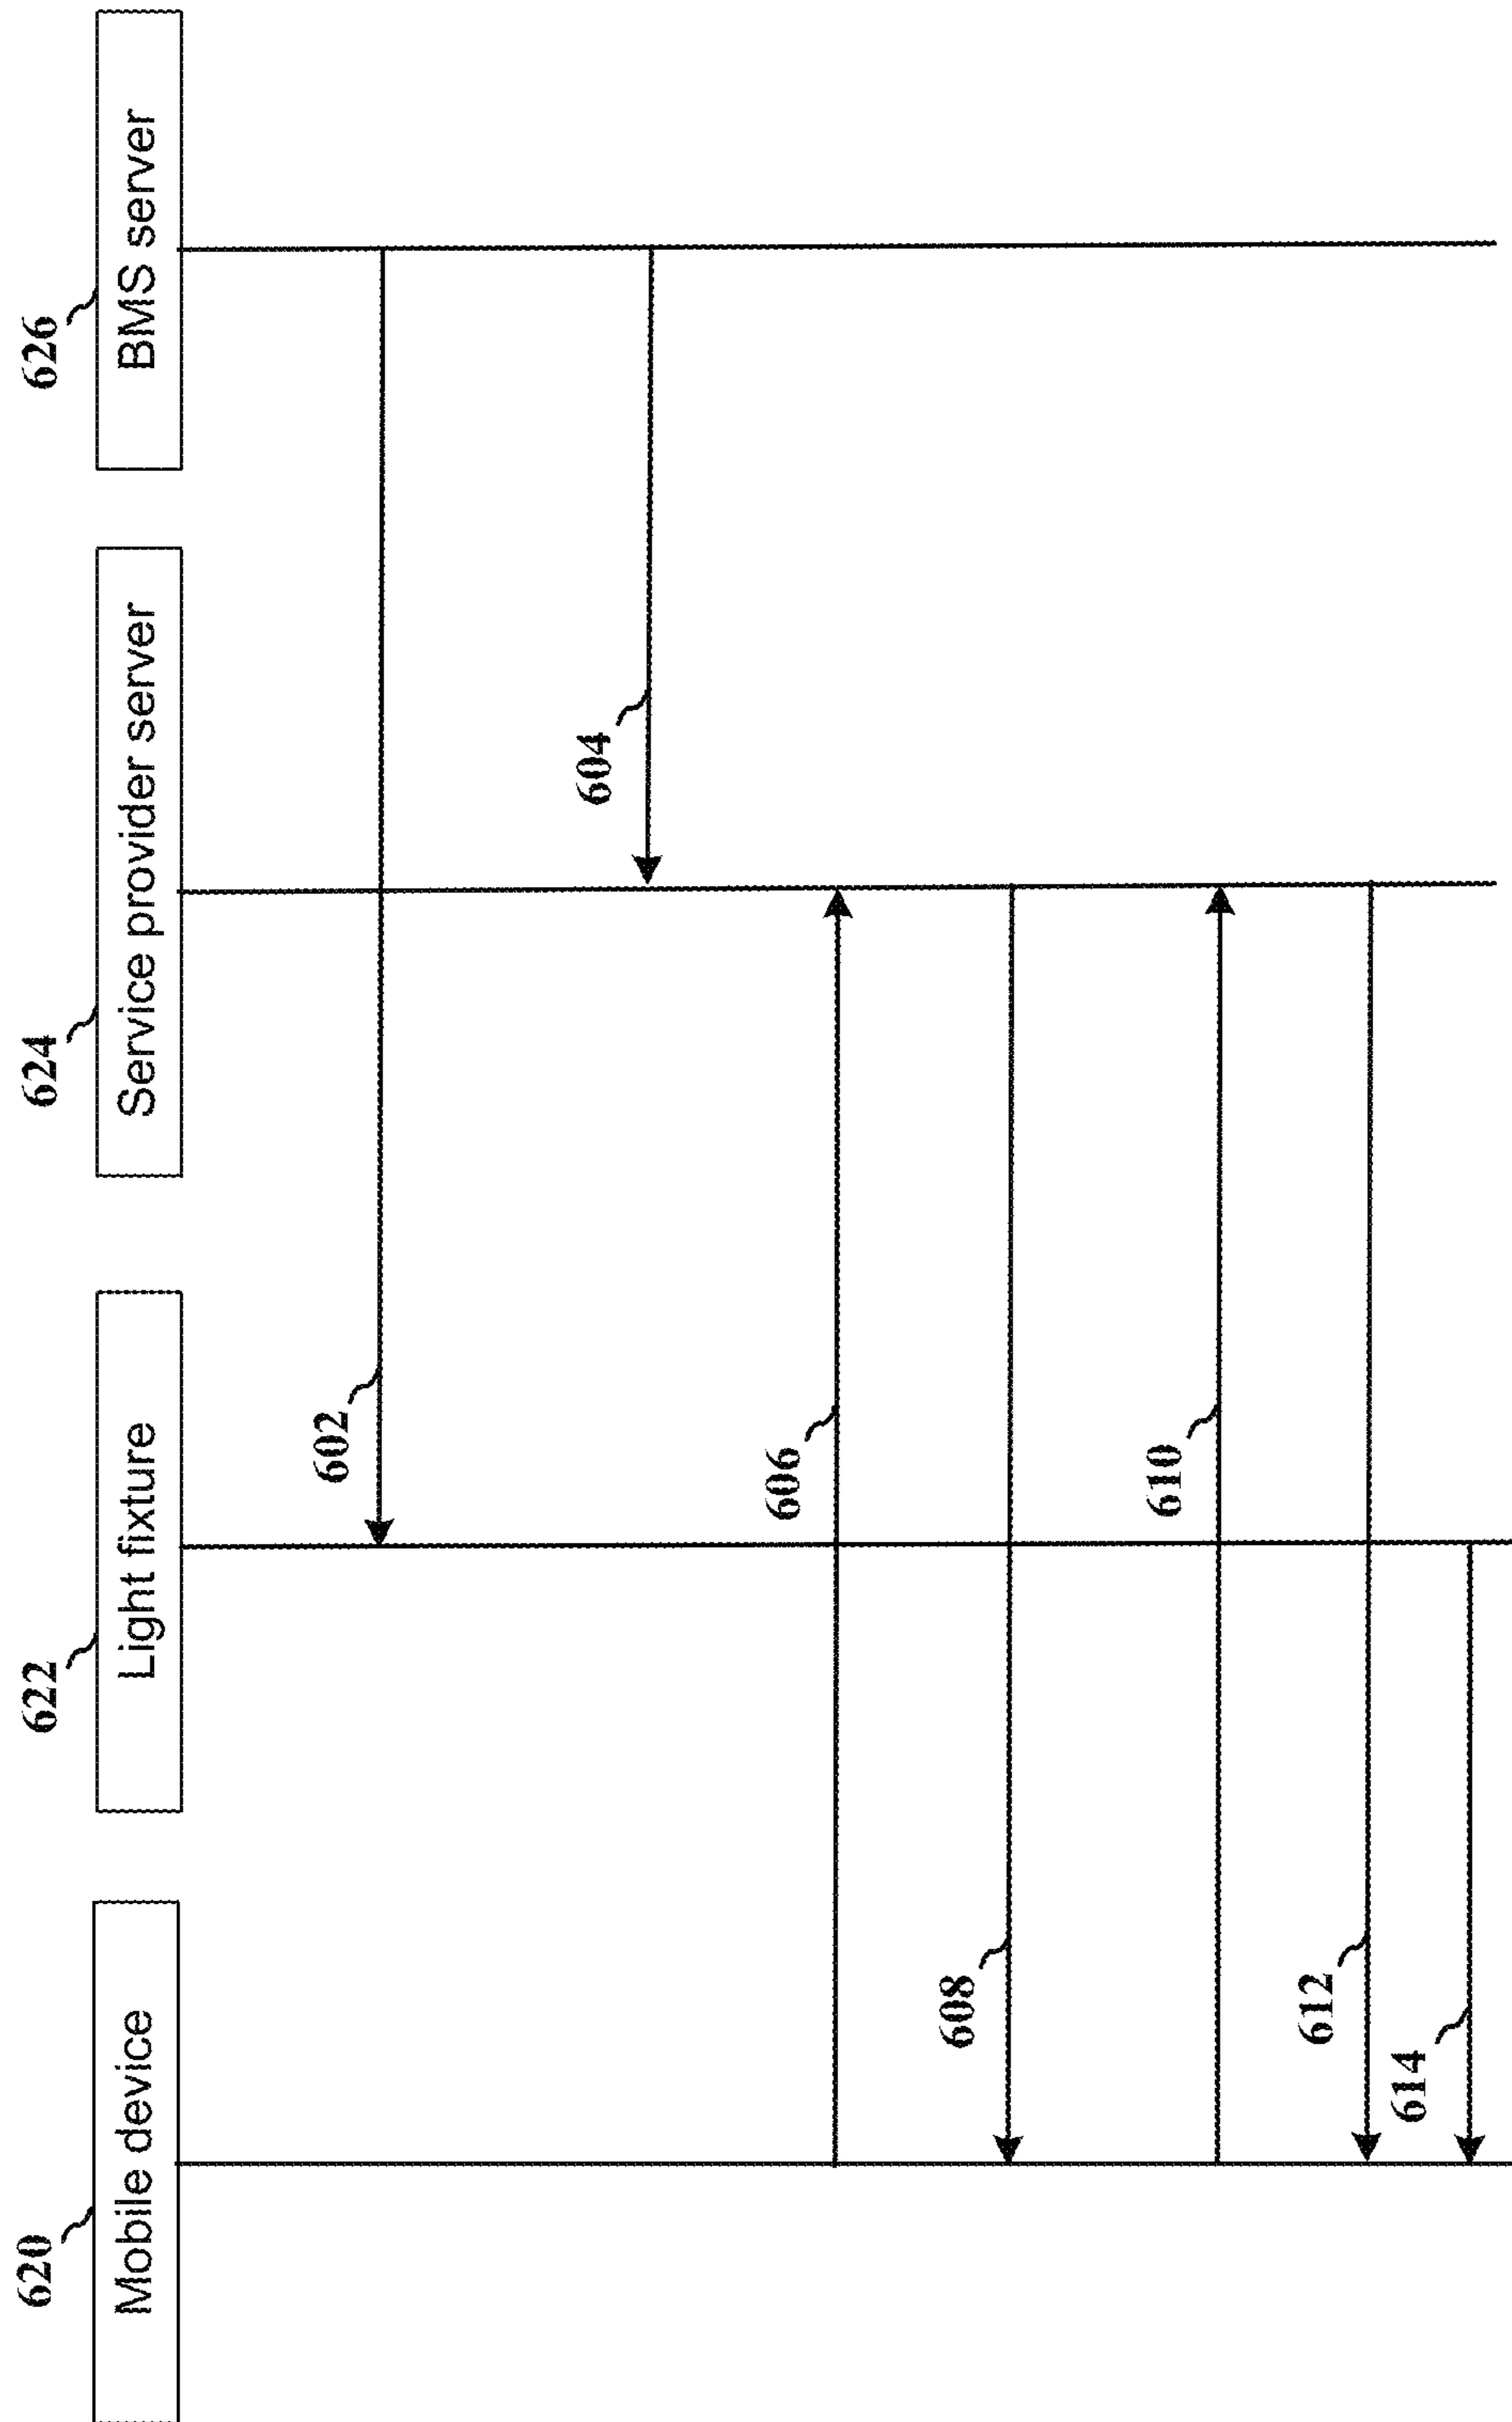 620
Mobile device
622
Light fixture
624
Service provider server
626
BMS server
602
604
606
608
610
612
614